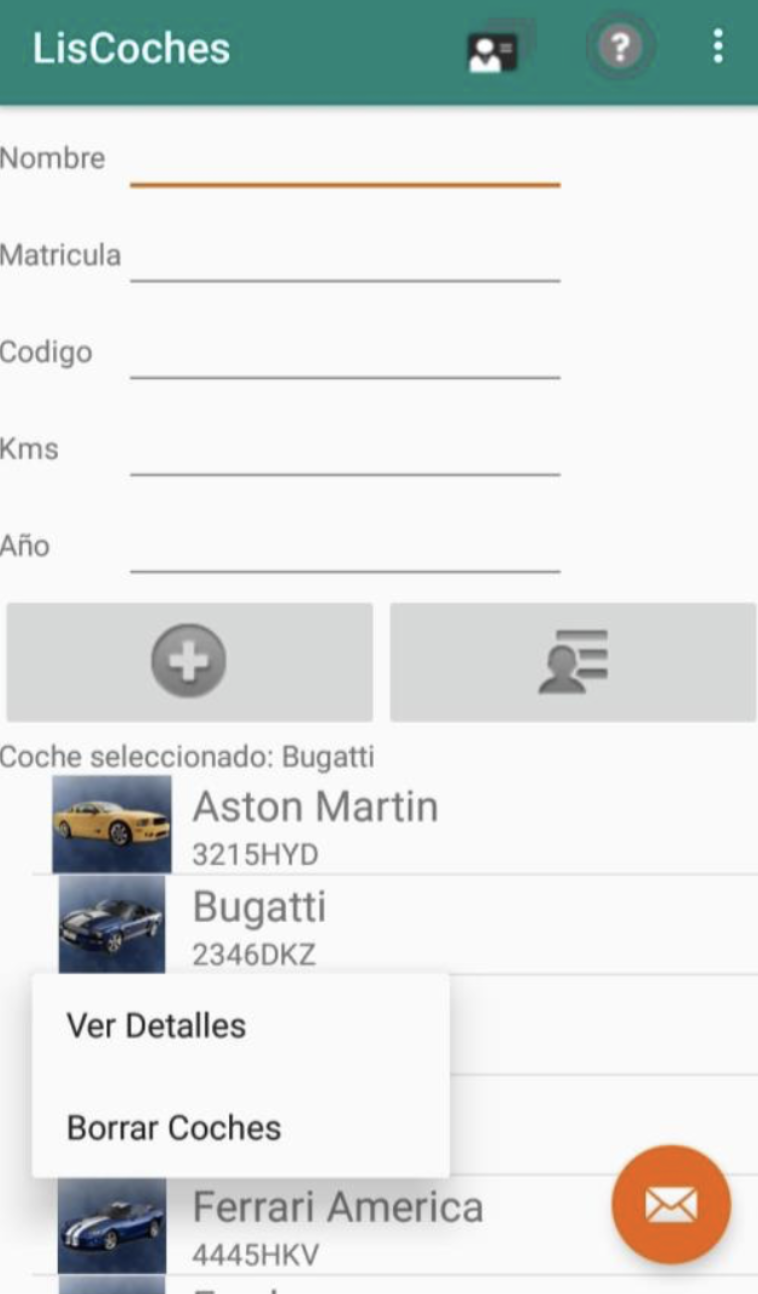 LisCoches
Nombre
Matricula
Codigo
Kms
Año
Coche seleccionado: Bugatti
Aston Martin
3215HYD
Bugatti
2346DKZ
Ver Detalles
Borrar Coches
Ferrari America
4445HKV